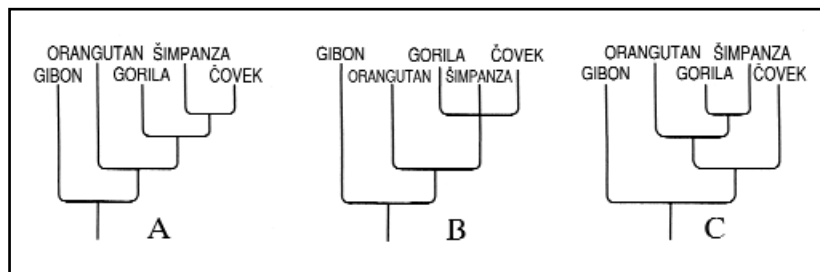 ORANGUTAN ŠIMPANZA
GIBON GORILA ČOVEK
A
GIBON GORILA ČOVEK
ORANGUTAN ŠIMPANZA
B
ORANGUTAN ŠIMPANZA
GIBON GORILA ČOVEK
C